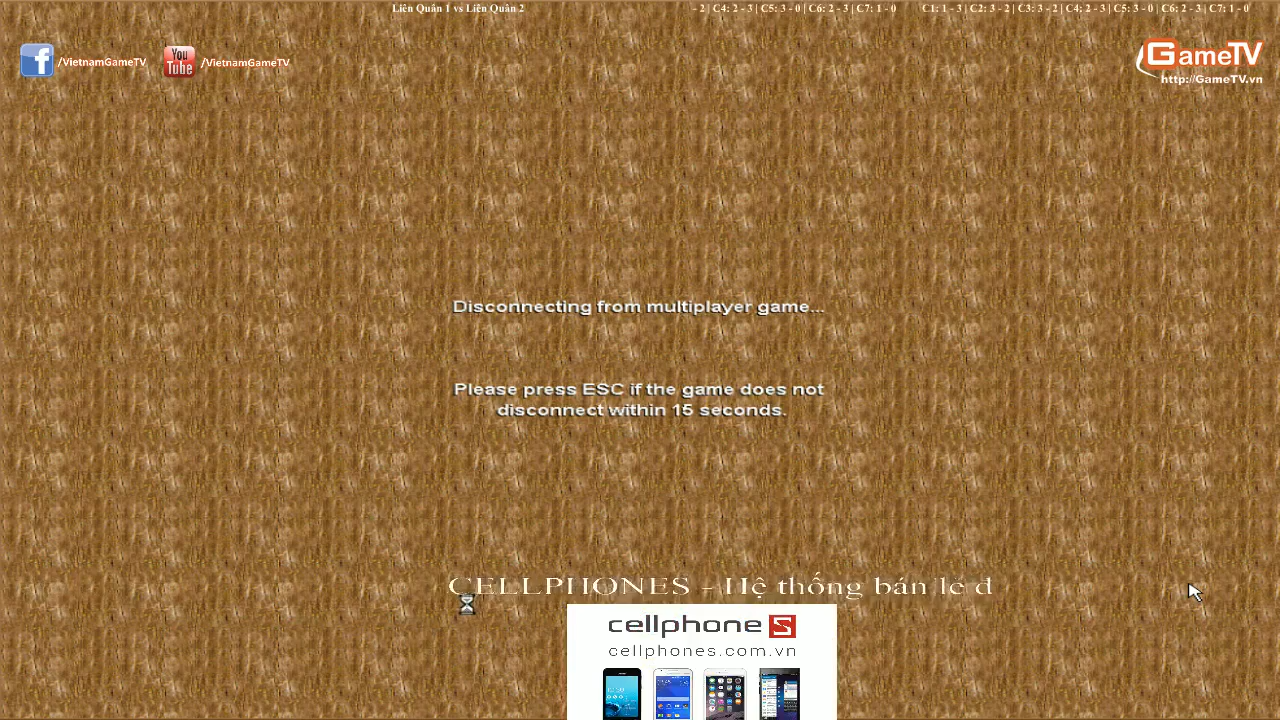 Liên Quân 1 vs Liên Quân 2
- 2 | C4: 2 - 3 | C5: 3 - 0 | C6: 2 - 3 | C7: 1 - 0
C1: 1 - 3 | C2: 3 - 2 | C3: 3 - 2 | C4: 2 - 3 | C5: 3 - 0 | C6: 2 - 3 | C7: 1 - 0
/VietnamGameTV
You Tube
/VietnamGameTV
GameTV
http://GameTV.vn
Disconnecting from multiplayer game...
Please press ESC if the game does not
disconnect within 15 seconds.
CELLPHONES - Hệ thống bán lẻ d
cellphone S
cellphones.com.vn